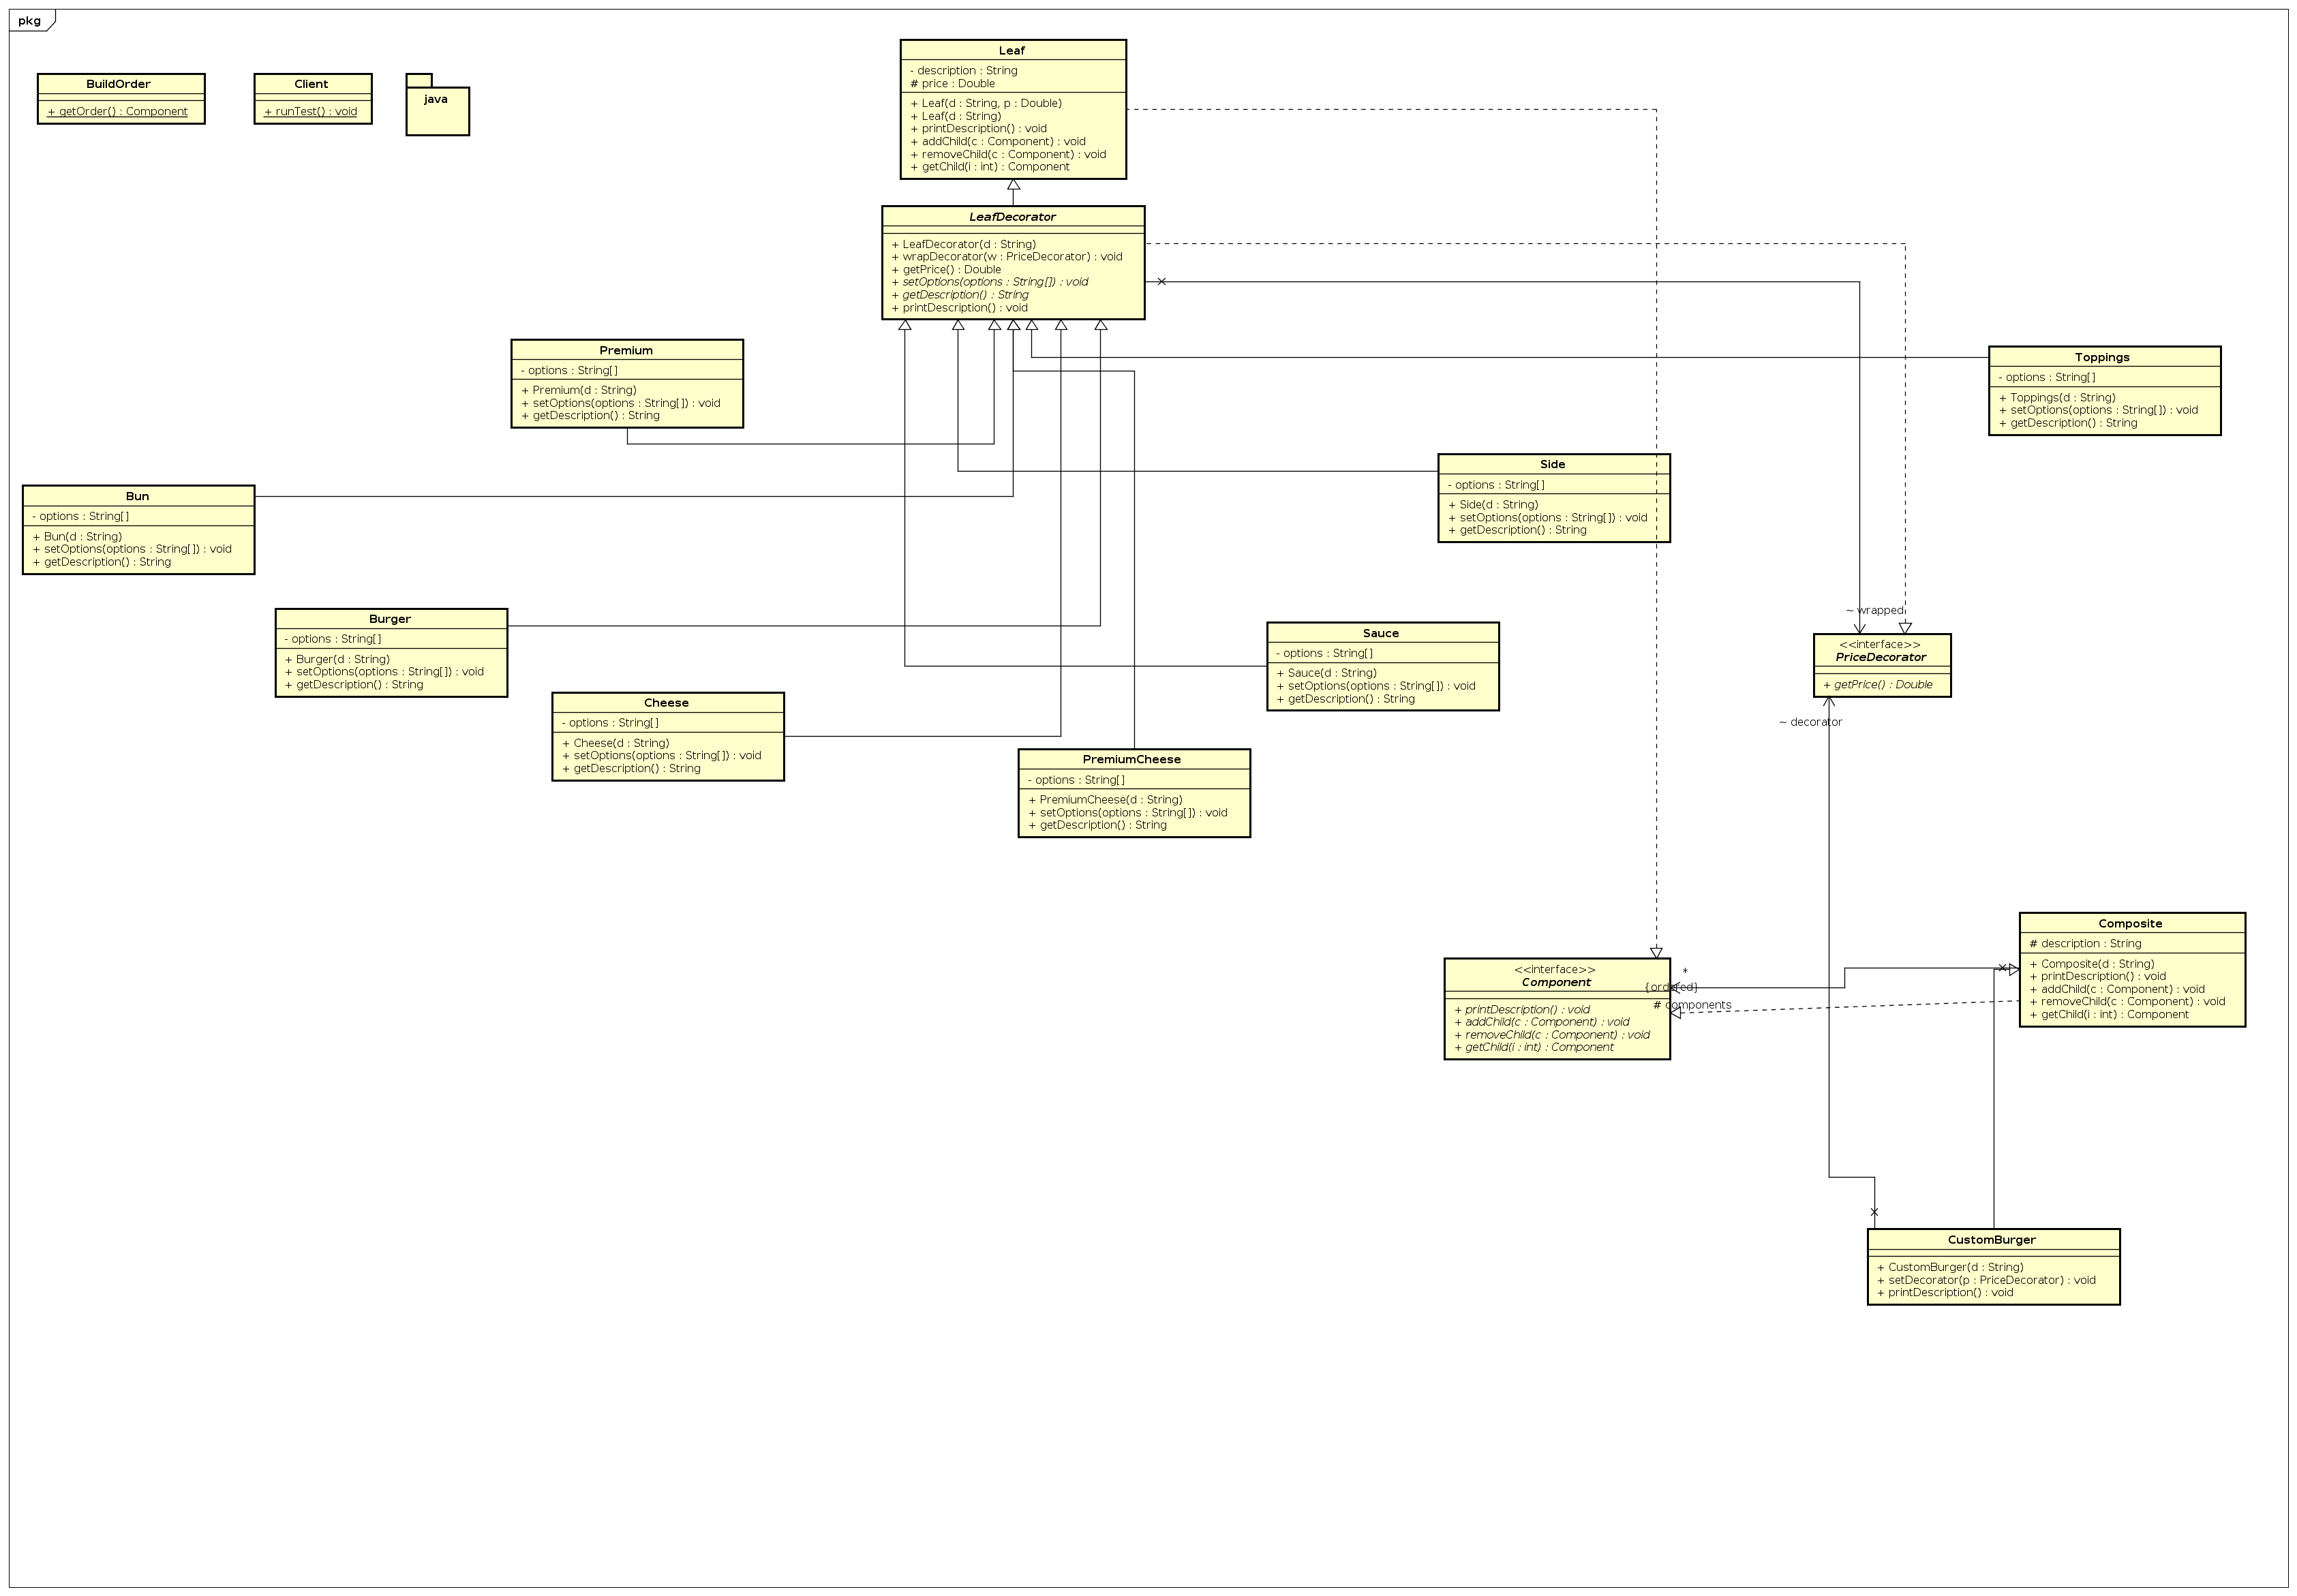 pkg
BuildOrder
+ getOrder() : Component
Client
+ runTest() : void
java
Leaf
- description : String
# price : Double
+ Leaf(d : String, p : Double)
+ Leaf(d : String)
+ printDescription() : void
+ addChild(c : Component) : void
+ removeChild(c : Component) : void
+ getChild(i : int) : Component
LeafDecorator
+ LeafDecorator(d : String)
+ wrapDecorator(w : PriceDecorator) : void
+ getPrice() : Double
+ setOptions(options : String[]) : void
+ getDescription() : String
+ printDescription() : void
Premium
- options : String[]
+ Premium(d : String)
+ setOptions(options : String[]) : void
+ getDescription() : String
Toppings
- options : String[]
+ Toppings(d : String)
+ setOptions(options : String[]) : void
+ getDescription() : String
Side
- options : String[]
+ Side(d : String)
+ setOptions(options : String[]) : void
+ getDescription() : String
Bun
- options : String[]
+ Bun(d : String)
+ setOptions(options : String[]) : void
+ getDescription() : String
Burger
- options : String[]
+ Burger(d : String)
+ setOptions(options : String[]) : void
+ getDescription() : String
Sauce
- options : String[]
+ Sauce(d : String)
+ setOptions(options : String[]) : void
+ getDescription() : String
~ wrapped
<<interface>>
PriceDecorator
+ getPrice() : Double
~ decorator
Cheese
- options : String[]
+ Cheese(d : String)
+ setOptions(options : String[]) : void
+ getDescription() : String
PremiumCheese
- options : String[]
+ PremiumCheese(d : String)
+ setOptions(options : String[]) : void
+ getDescription() : String
Composite
# description : String
+ Composite(d : String)
+ printDescription() : void
+ addChild(c : Component) : void
+ removeChild(c : Component) : void
+ getChild(i : int) : Component
<<interface>>
Component
+ printDescription() : void
+ addChild(c : Component) : void
+ removeChild(c : Component) : void
+ getChild(i : int) : Component
*
{ordered}
# components
CustomBurger
+ CustomBurger(d : String)
+ setDecorator(p : PriceDecorator) : void
+ printDescription() : void